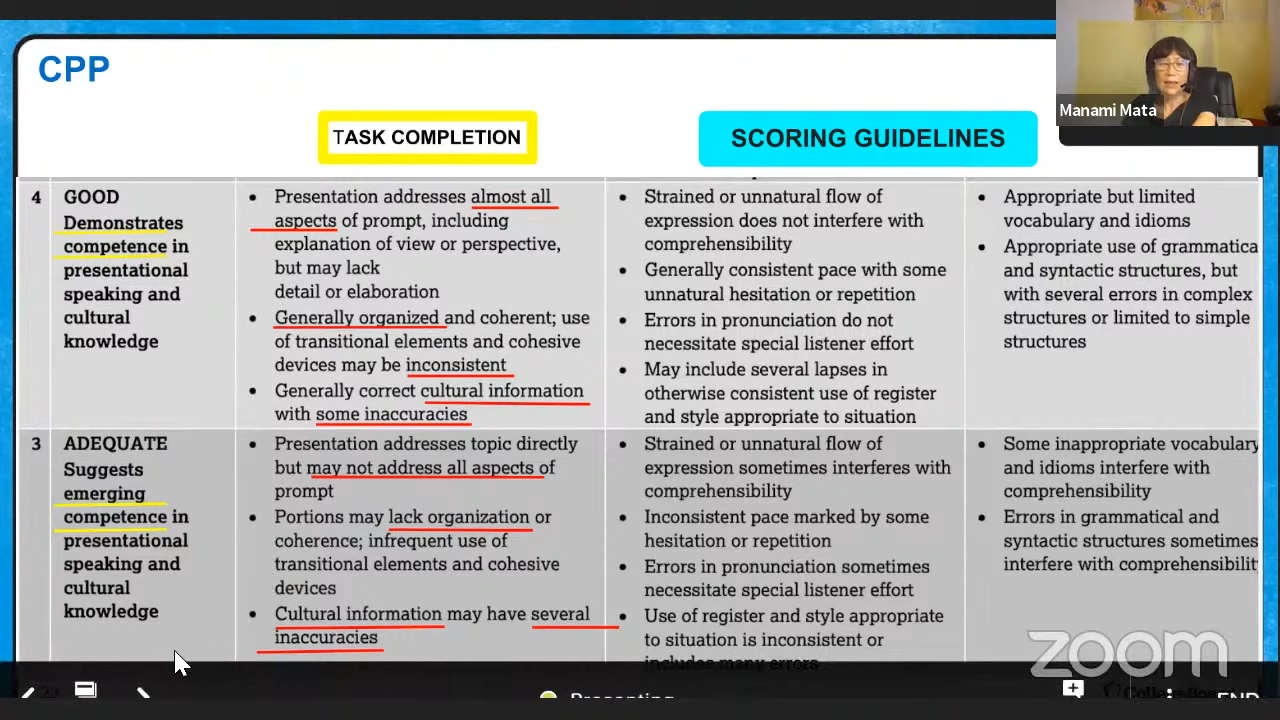 CPP
Manami Mata
TASK COMPLETION
SCORING GUIDELINES
4
GOOD
Demonstrates
competence in
presentational
speaking and
cultural
knowledge
• Presentation addresses almost all
aspects of prompt, including
explanation of view or perspective,
but may lack
detail or elaboration
• Generally organized and coherent; use
of transitional elements and cohesive
devices may be inconsistent
• Generally correct cultural information
with some inaccuracies
• Strained or unnatural flow of
expression does not interfere with
comprehensibility
• Generally consistent pace with some
unnatural hesitation or repetition
• Errors in pronunciation do not
necessitate special listener effort
• May include several lapses in
otherwise consistent use of register
and style appropriate to situation
• Appropriate but limited
vocabulary and idioms
• Appropriate use of grammatica
and syntactic structures, but
with several errors in complex
structures or limited to simple
structures
3
ADEQUATE
Suggests
emerging
competence in
presentational
speaking and
cultural
knowledge
• Presentation addresses topic directly
but may not address all aspects of
prompt
• Portions may lack organization or
coherence; infrequent use of
transitional elements and cohesive
devices
• Cultural information may have several
inaccuracies
• Strained or unnatural flow of
expression sometimes interferes with
comprehensibility
• Inconsistent pace marked by some
hesitation or repetition
• Errors in pronunciation sometimes
necessitate special listener effort
• Use of register and style appropriate
to situation is inconsistent or
includes many errors
• Some inappropriate vocabulary
and idioms interfere with
comprehensibility
• Errors in grammatical and
syntactic structures sometimes
interfere with comprehensibilit
zoom
Presenting
END